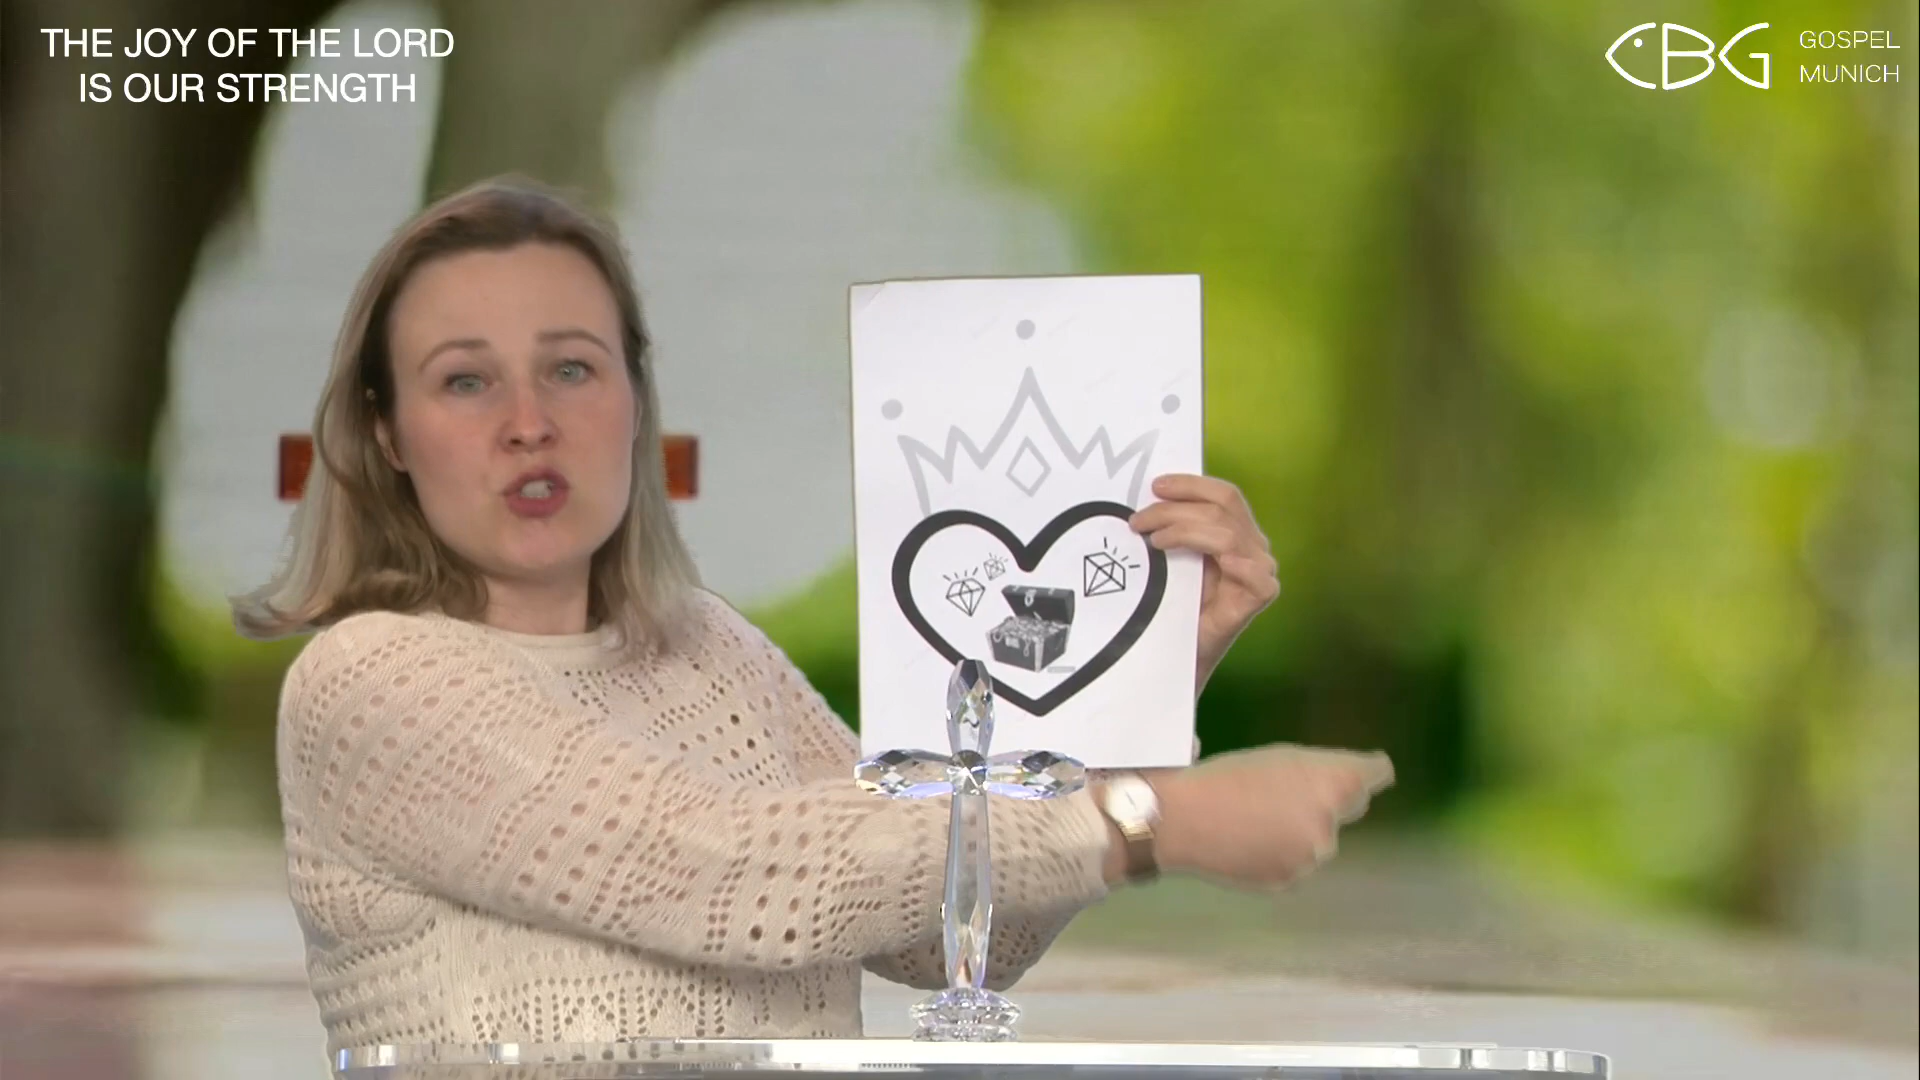 THE JOY OF THE LORD
IS OUR STRENGTH
CBG
GOSPEL
MUNICH